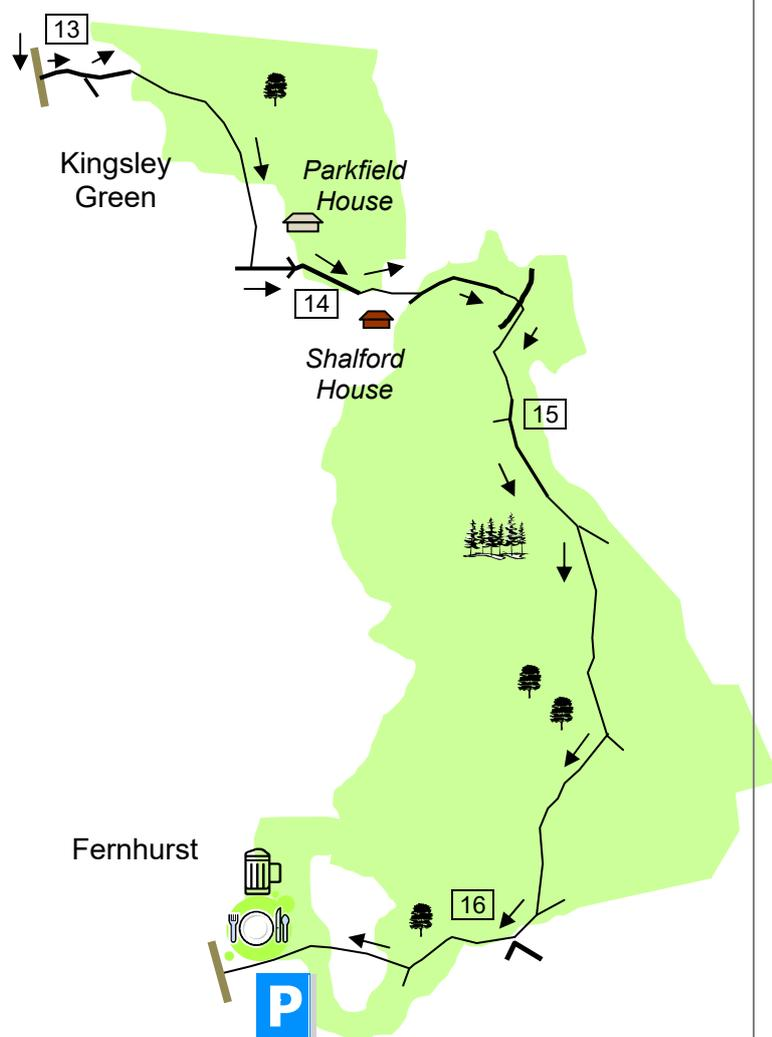 13
Kingsley
Green
Parkfield
House
14
Shalford
House
15
Fernhurst
16
P